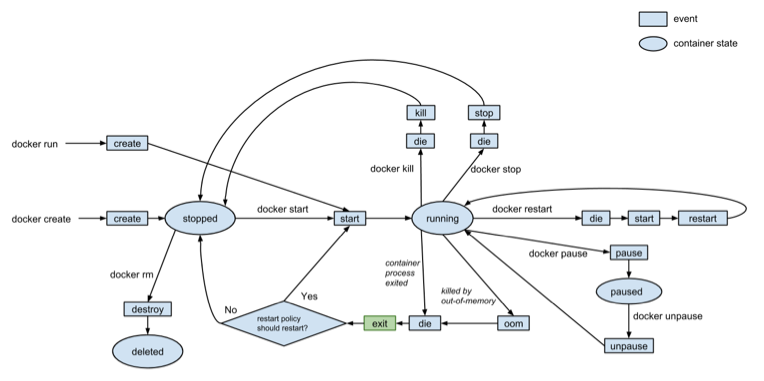 event
container state
kill
stop
die
die
docker run
create
docker kill
docker stop
docker create
create
stopped
docker start
start
running
docker restart
die
start
restart
container
process
exited
killed by
out-of-memory
docker pause
pause
paused
docker unpause
unpause
docker rm
destroy
deleted
No
Yes
restart policy
should restart?
exit
die
oom